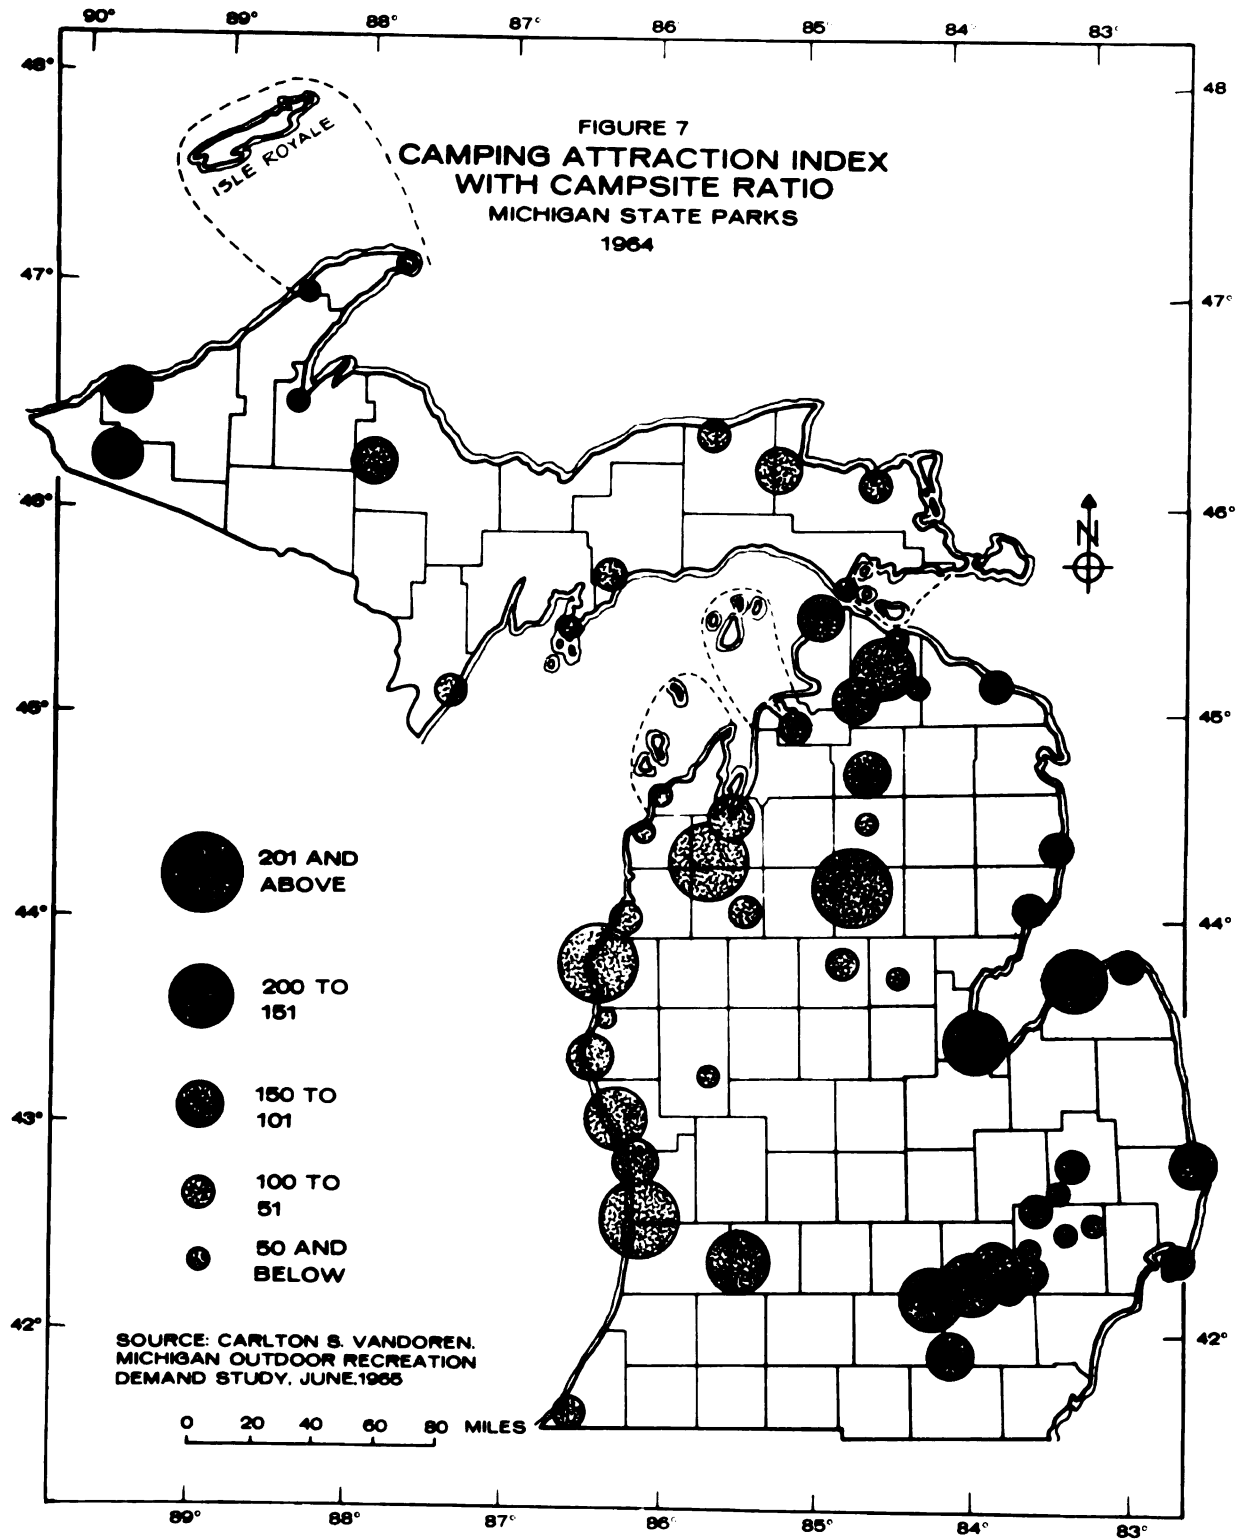 90° 89° 88° 87° 86° 85° 84° 83°
48° 48
ISLE ROYALE
FIGURE 7
CAMPING ATTRACTION INDEX
WITH CAMPSITE RATIO
MICHIGAN STATE PARKS
1964
47° 47°
46° 46°
N
45° 45°
201 AND
ABOVE
44° 44°
200 TO
151
150 TO
101
43° 43°
100 TO
51
50 AND
BELOW
42° 42°
SOURCE: CARLTON S. VANDOREN.
MICHIGAN OUTDOOR RECREATION
DEMAND STUDY, JUNE, 1965
0 20 40 60 80 MILES
89° 88° 87° 86° 85° 84° 83°